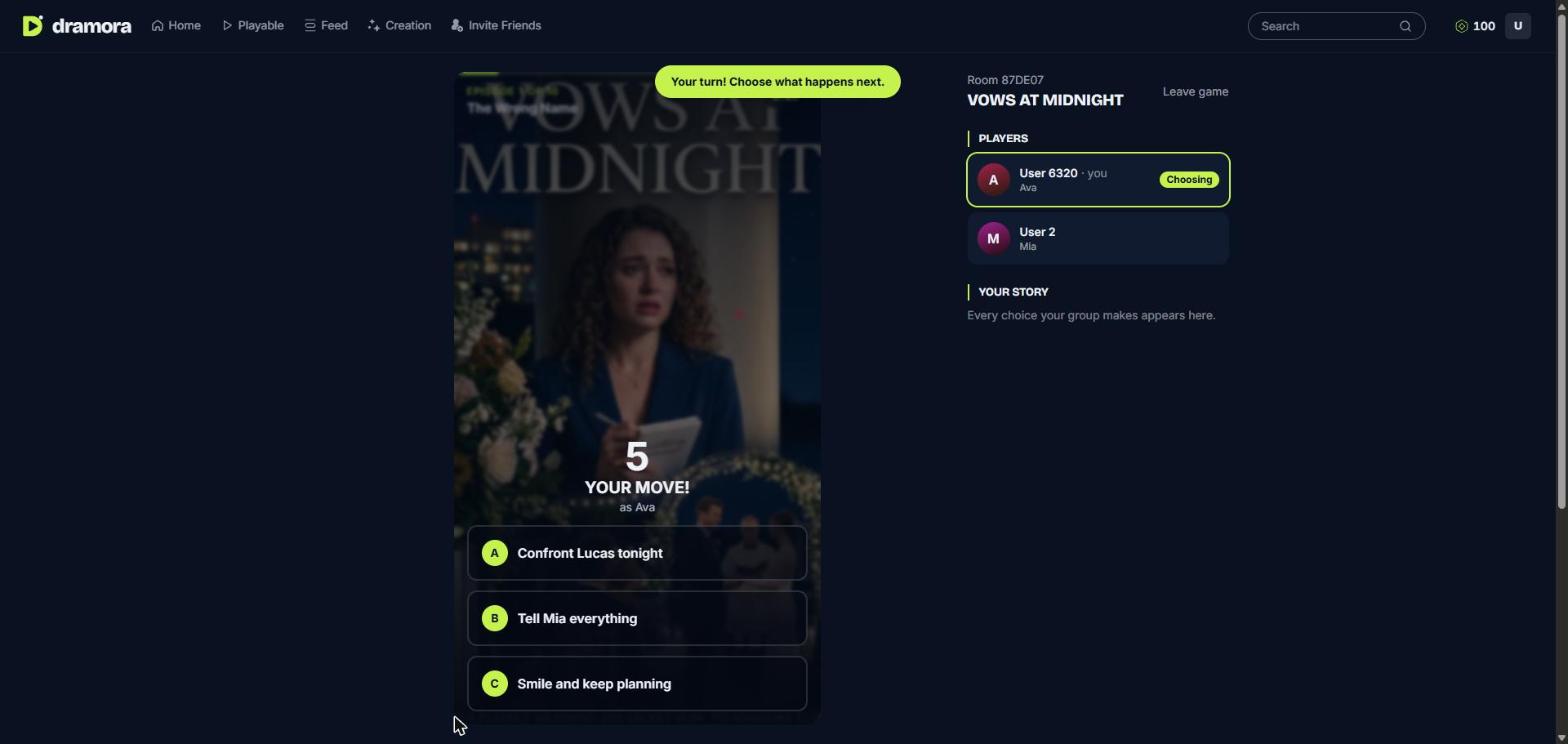 dramora
Home
Playable
Feed
Creation
Invite Friends
Search
100
U
Your turn! Choose what happens next.
The Wrong Name
VOWS AT
MIDNIGHT
5
YOUR MOVE!
as Ava
A
Confront Lucas tonight
B
Tell Mia everything
C
Smile and keep planning
Room 87DE07
VOWS AT MIDNIGHT
Leave game
PLAYERS
A
User 6320 · you
Ava
Choosing
M
User 2
Mia
YOUR STORY
Every choice your group makes appears here.